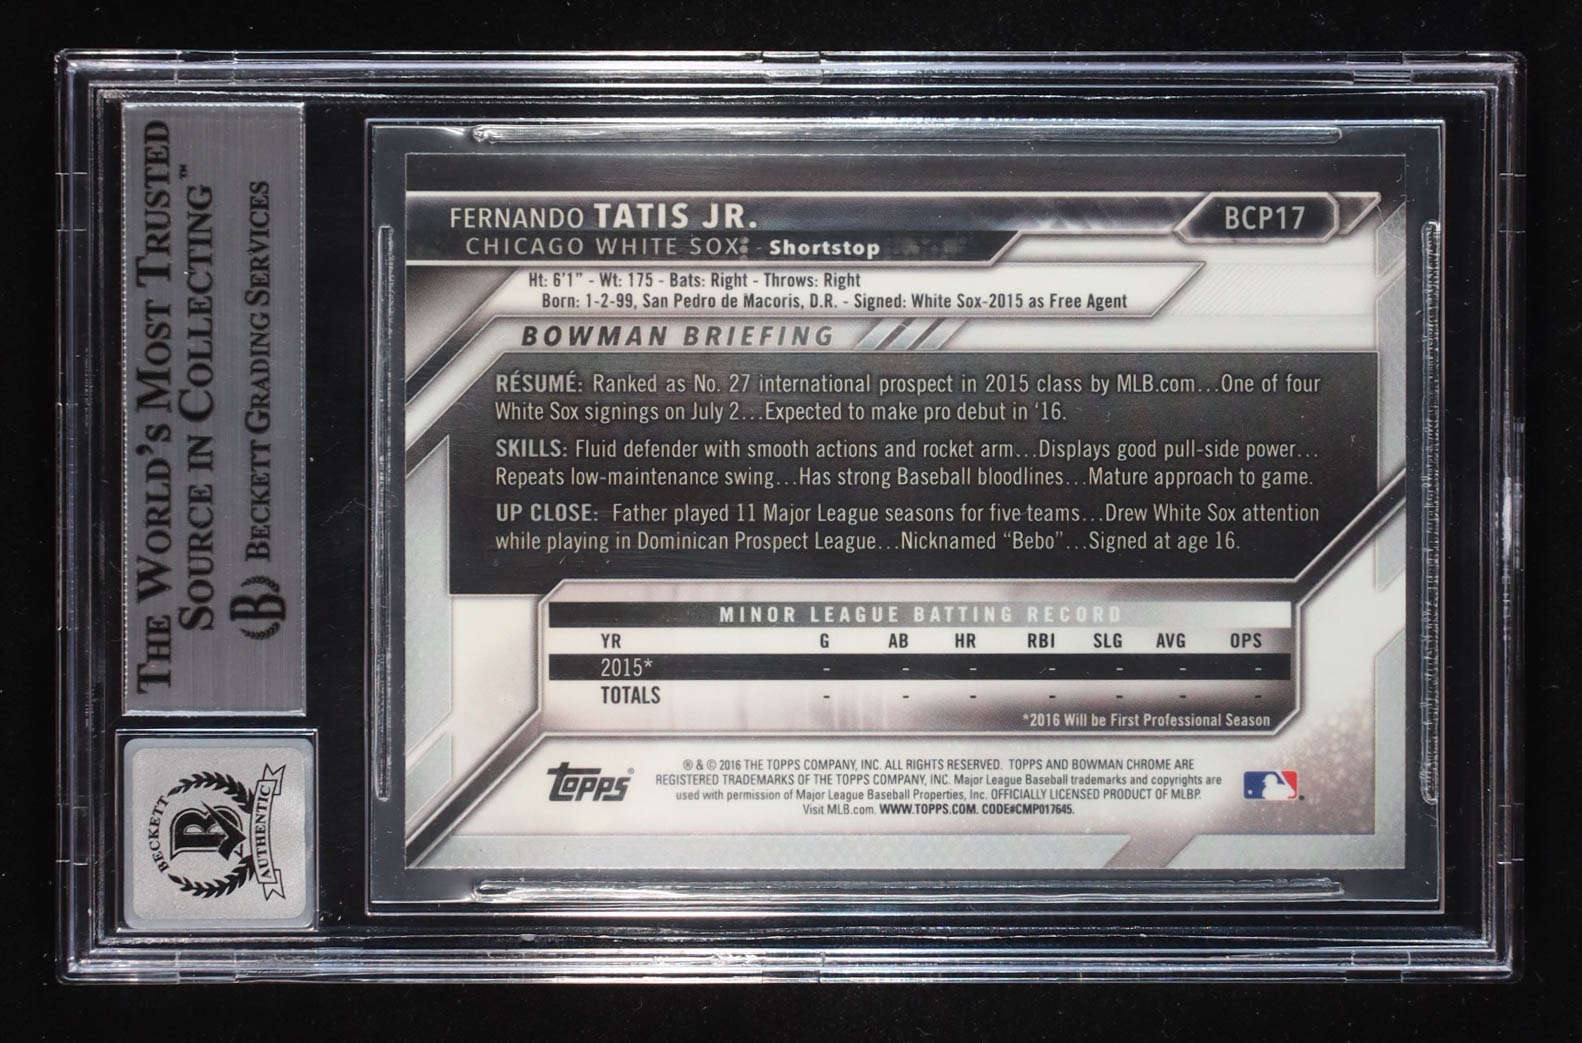 THE WORLD'S MOST TRUSTED
SOURCE IN COLLECTING™
B BECKETT GRADING SERVICES
BECKETT
B
AUTHENTIC
FERNANDO TATIS JR.
BCP17
CHICAGO WHITE SOX - Shortstop
Ht: 6'1" - Wt: 175 - Bats: Right - Throws: Right
Born: 1-2-99, San Pedro de Macoris, D.R. - Signed: White Sox-2015 as Free Agent
BOWMAN BRIEFING
RÉSUMÉ: Ranked as No. 27 international prospect in 2015 class by MLB.com...One of four
White Sox signings on July 2...Expected to make pro debut in '16.
SKILLS: Fluid defender with smooth actions and rocket arm...Displays good pull-side power...
Repeats low-maintenance swing...Has strong Baseball bloodlines...Mature approach to game.
UP CLOSE: Father played 11 Major League seasons for five teams...Drew White Sox attention
while playing in Dominican Prospect League...Nicknamed "Bebo"...Signed at age 16.
MINOR LEAGUE BATTING RECORD
YR G AB HR RBI SLG AVG OPS
2015* - - - - - - -
TOTALS - - - - - - -
*2016 Will be First Professional Season
topps®
® & © 2016 THE TOPPS COMPANY, INC. ALL RIGHTS RESERVED. TOPPS AND BOWMAN CHROME ARE
REGISTERED TRADEMARKS OF THE TOPPS COMPANY, INC. Major League Baseball trademarks and copyrights are
used with permission of Major League Baseball Properties, Inc. OFFICIALLY LICENSED PRODUCT OF MLBP.
Visit MLB.com. WWW.TOPPS.COM. CODE#CMP017645.